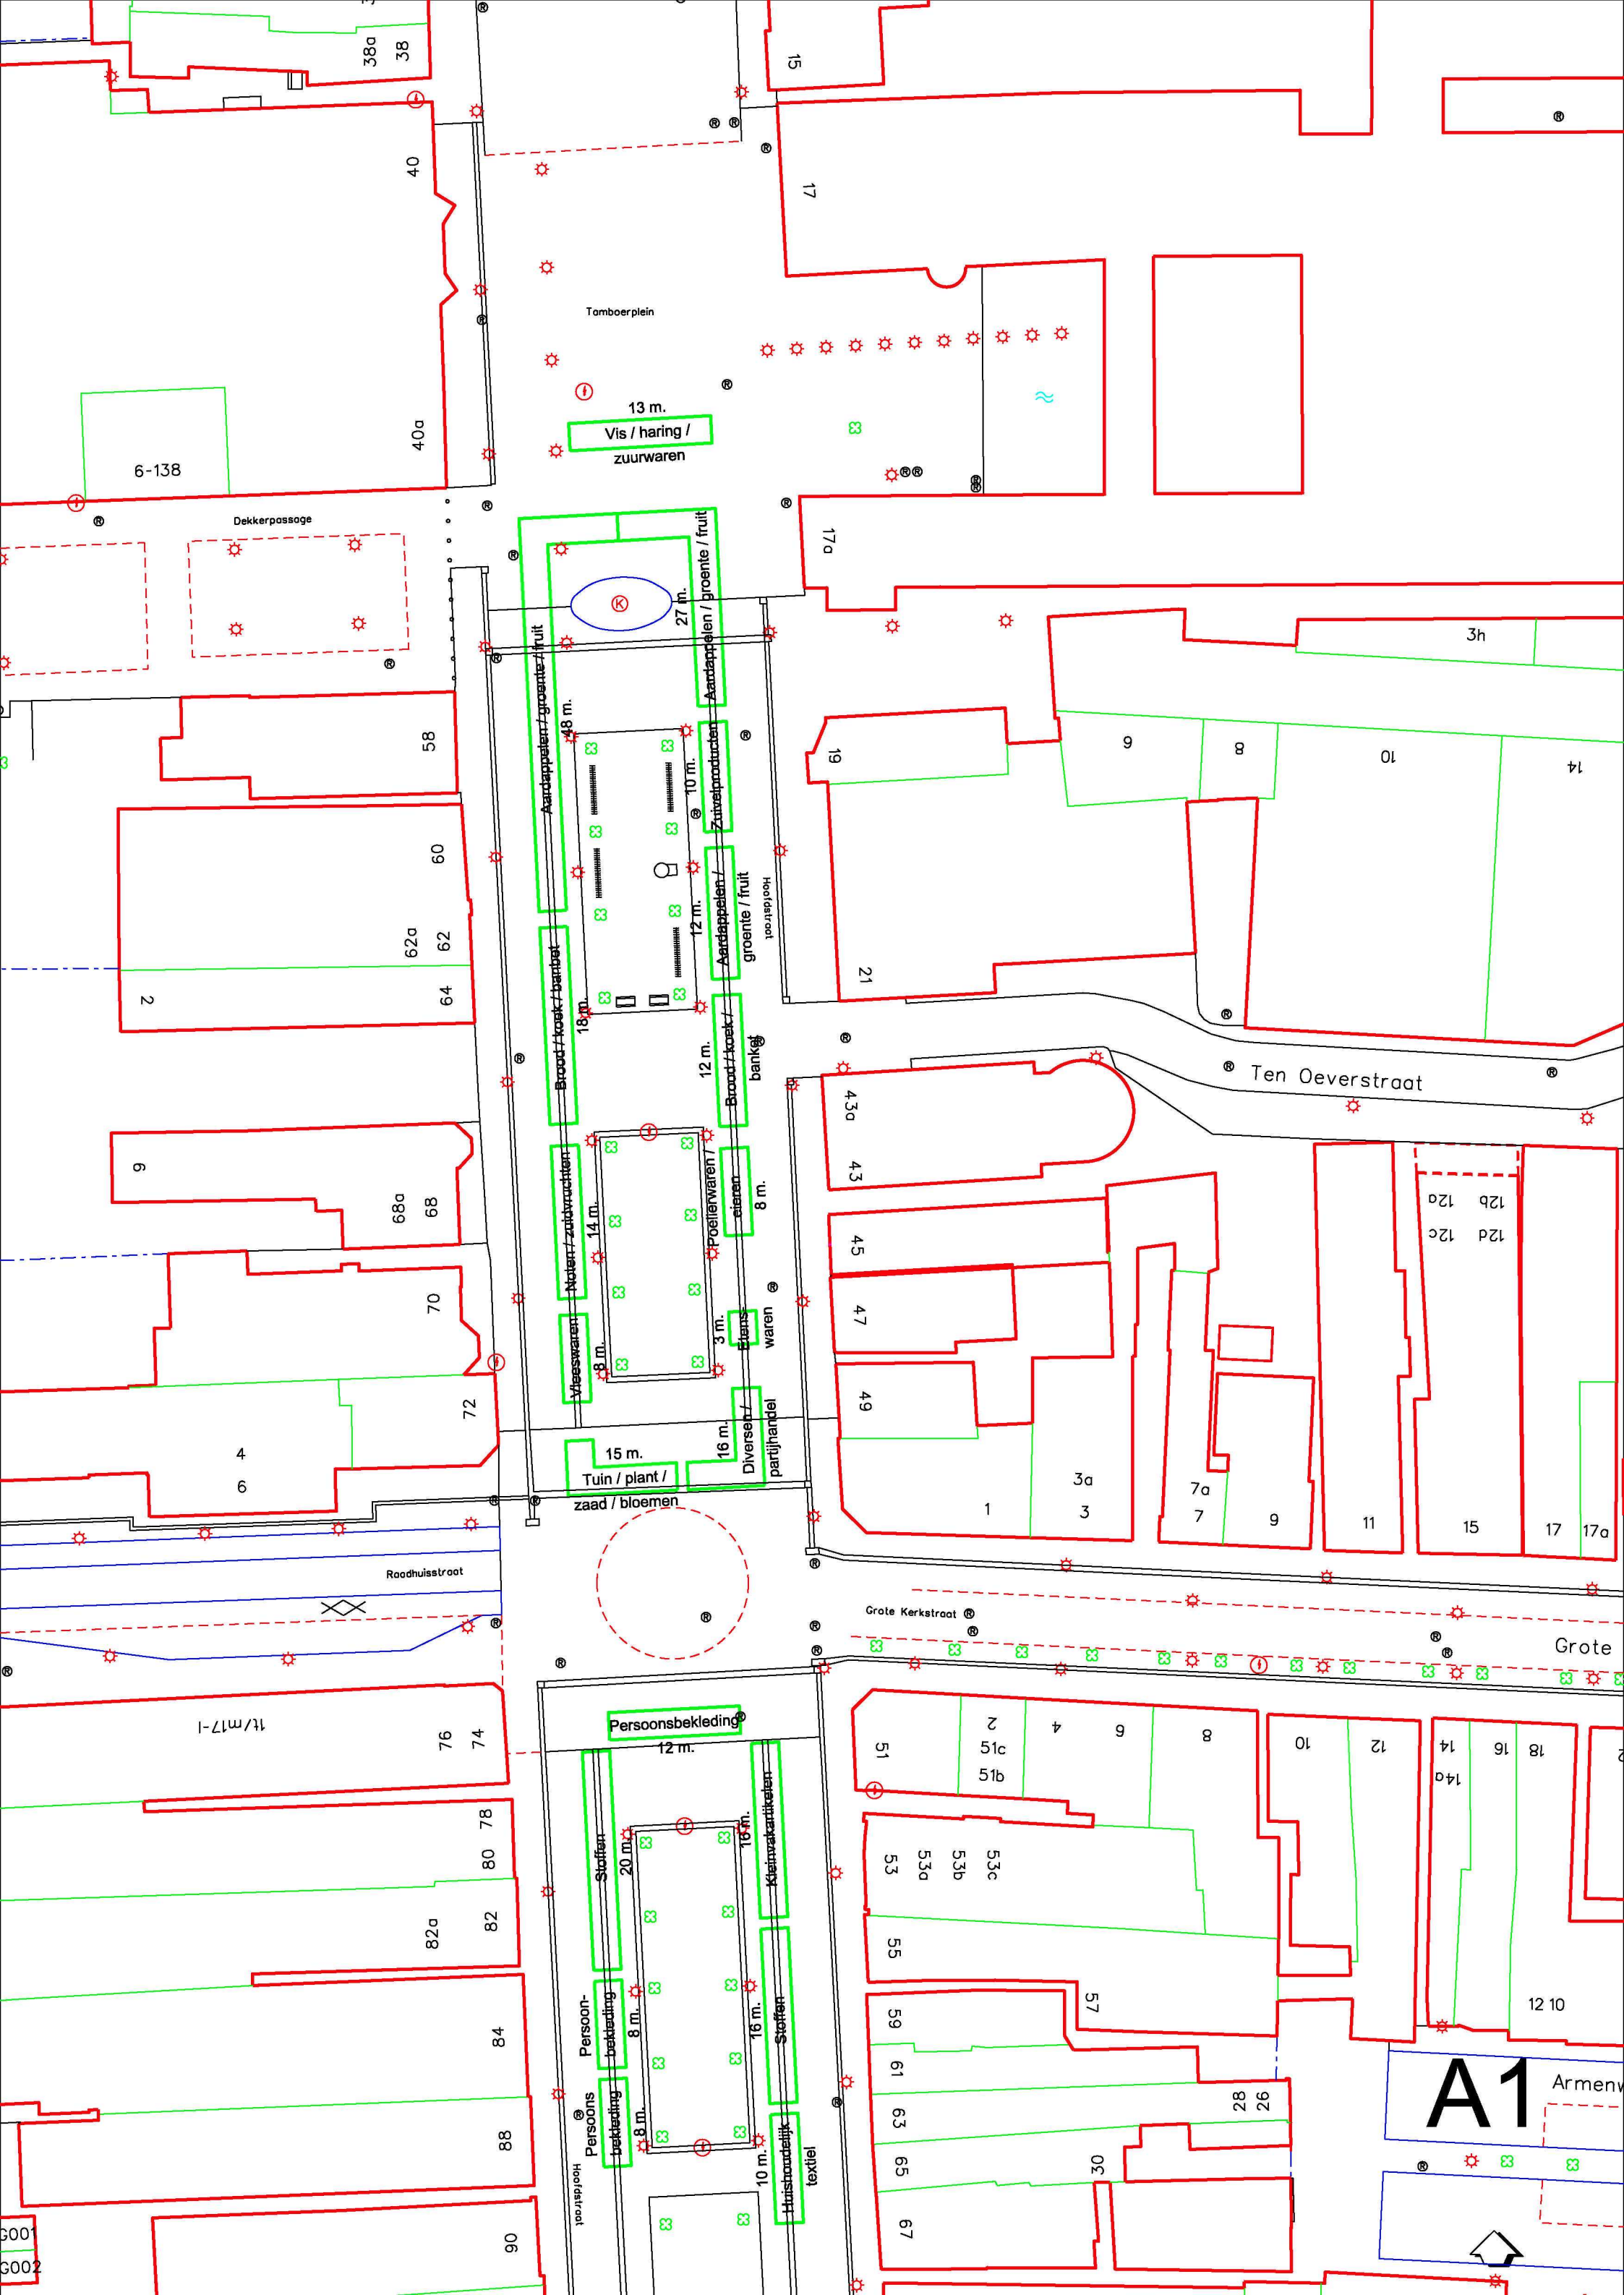 38a
38
15
40
17
Tamboerplein
13 m.
Vis / haring /
zuurwaren
40a
6-138
Dekkerpassage
17a
K
27 m.
Aardappelen / groente / fruit
Aardappelen / groente / fruit
48 m.
3h
58
19
10 m.
Zuivelproducten
6
8
10
14
60
62a
62
64
2
12 m.
Aardappelen /
groente / fruit
Hoofdstraat
21
Brood / koek / banket
18 m.
12 m.
Brood / koek /
banket
Ten Oeverstraat
43a
43
9
68a
68
Noten / zuidvruchten
14 m.
Poelierwaren /
eieren
8 m.
45
12a
12b
12c
12d
70
47
Vleeswaren
8 m.
3 m.
Etens-
waren
72
49
4
6
15 m.
Tuin / plant /
zaad / bloemen
16 m.
Diversen /
partijhandel
1
3a
3
7a
7
9
11
15
17
17a
Raadhuisstraat
Grote Kerkstraat
Grote
1t/m17-I
76
74
Persoonsbekleding
12 m.
51
2
51c
51b
4
6
8
10
12
14
14a
16
18
78
80
82
82a
Stoffen
20 m.
16 m.
Kleinvakartikelen
53
53a
53b
53c
55
57
Persoon-
bekleding
8 m.
16 m.
Stoffen
59
61
63
65
67
12 10
84
88
90
Persoons
bekleding
8 m.
10 m.
Huishoudelijk
textiel
Hoofdstraat
28
26
30
A1
G001
G002